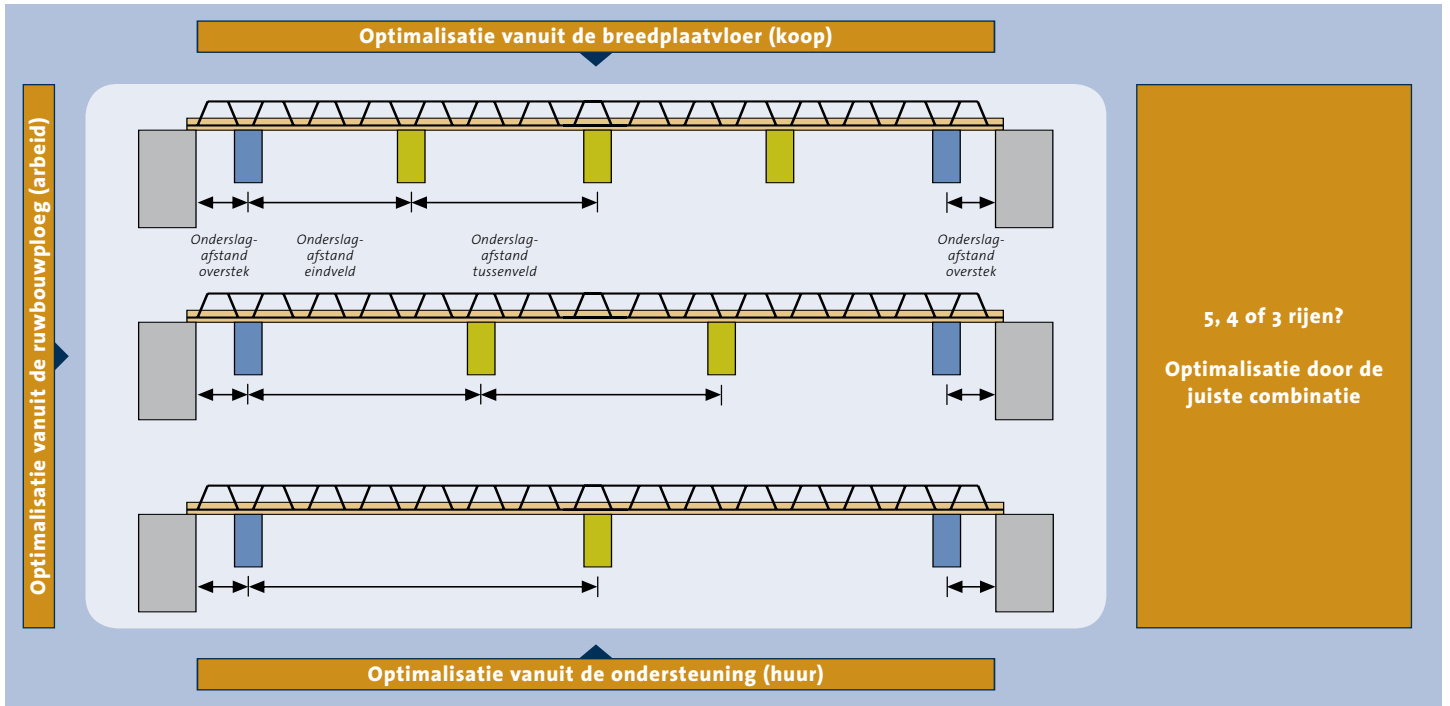 Optimalisatie vanuit de breedplaatvloer (koop)
Optimalisatie vanuit de ruwbouwploeg (arbeid)
Onderslag-
afstand
overstek
Onderslag-
afstand
eindveld
Onderslag-
afstand
tussenveld
Onderslag-
afstand
overstek
5, 4 of 3 rijen?
Optimalisatie door de
juiste combinatie
Optimalisatie vanuit de ondersteuning (huur)